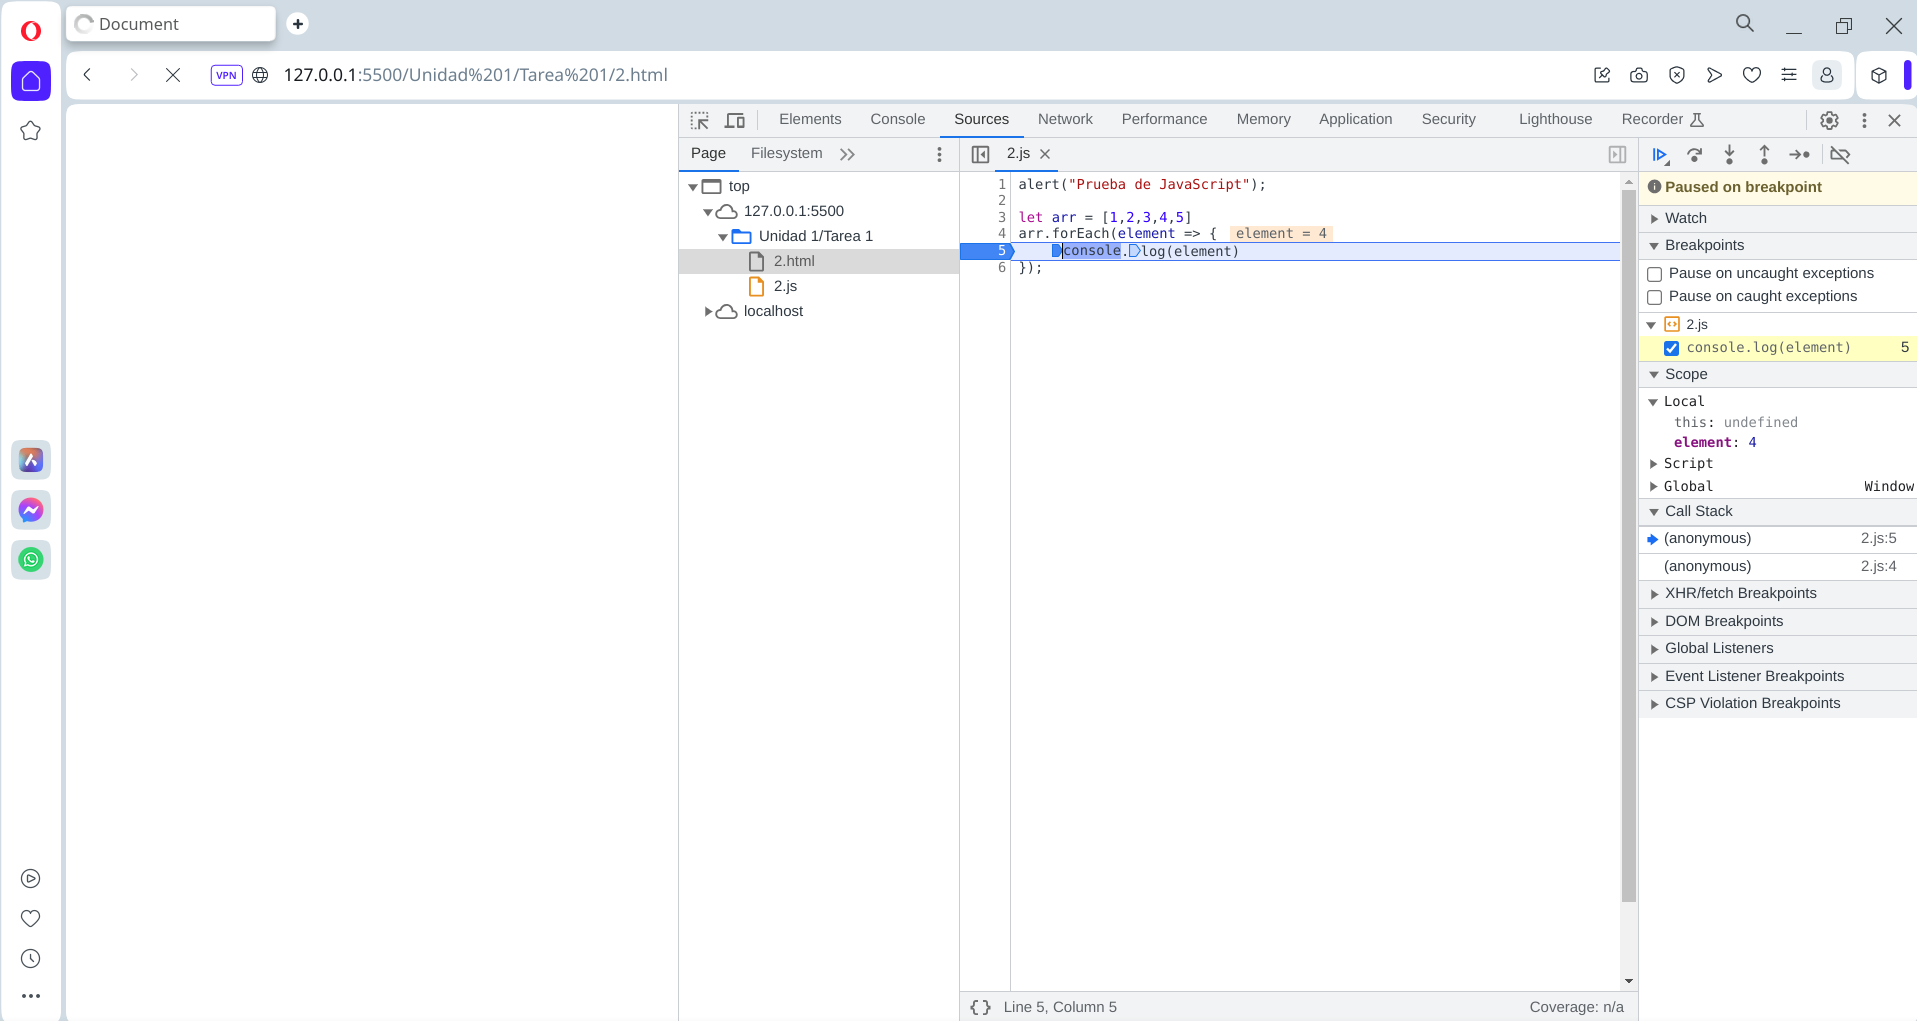 Document
VPN 127.0.0.1:5500/Unidad%201/Tarea%201/2.html
Elements Console Sources Network Performance Memory Application Security Lighthouse Recorder
Page Filesystem
top
127.0.0.1:5500
Unidad 1/Tarea 1
2.html
2.js
localhost
2.js
1 alert("Prueba de JavaScript");
2
3 let arr = [1,2,3,4,5]
4 arr.forEach(element => { element = 4
5 console.log(element)
6 });
{} Line 5, Column 5 Coverage: n/a
Paused on breakpoint
Watch
Breakpoints
Pause on uncaught exceptions
Pause on caught exceptions
2.js
console.log(element) 5
Scope
Local
this: undefined
element: 4
Script
Global Window
Call Stack
(anonymous) 2.js:5
(anonymous) 2.js:4
XHR/fetch Breakpoints
DOM Breakpoints
Global Listeners
Event Listener Breakpoints
CSP Violation Breakpoints